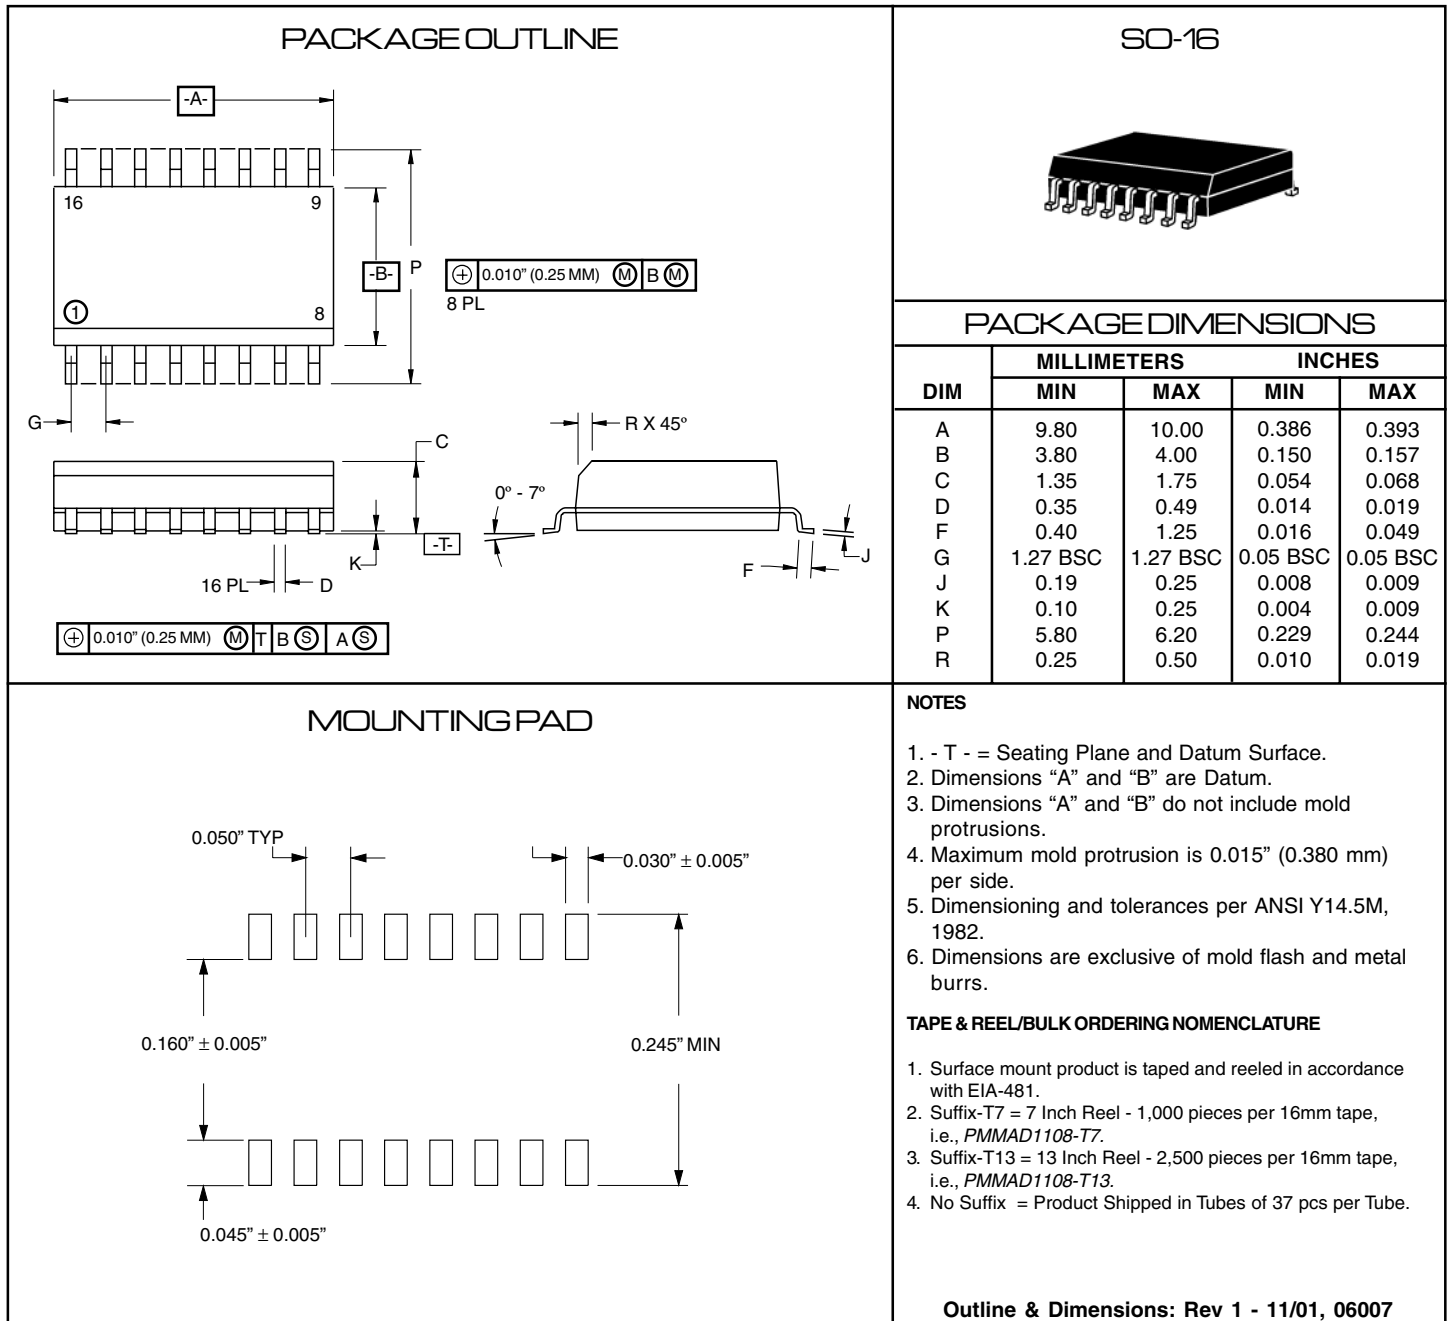 PACKAGE OUTLINE
-A-
16
9
-B-
P
⌖ 0.010” (0.25 MM) Ⓜ B Ⓜ
8 PL
1
8
G
C
R X 45º
0º - 7º
-T-
K
16 PL
D
F
J
⌖ 0.010” (0.25 MM) Ⓜ T B Ⓢ A Ⓢ
SO-16
PACKAGE DIMENSIONS
MILLIMETERS INCHES
DIM MIN MAX MIN MAX
A 9.80 10.00 0.386 0.393
B 3.80 4.00 0.150 0.157
C 1.35 1.75 0.054 0.068
D 0.35 0.49 0.014 0.019
F 0.40 1.25 0.016 0.049
G 1.27 BSC 1.27 BSC 0.05 BSC 0.05 BSC
J 0.19 0.25 0.008 0.009
K 0.10 0.25 0.004 0.009
P 5.80 6.20 0.229 0.244
R 0.25 0.50 0.010 0.019
MOUNTING PAD
0.050” TYP
0.030” ± 0.005”
0.160” ± 0.005”
0.245” MIN
0.045” ± 0.005”
NOTES
1. - T - = Seating Plane and Datum Surface.
2. Dimensions “A” and “B” are Datum.
3. Dimensions “A” and “B” do not include mold
protrusions.
4. Maximum mold protrusion is 0.015” (0.380 mm)
per side.
5. Dimensioning and tolerances per ANSI Y14.5M,
1982.
6. Dimensions are exclusive of mold flash and metal
burrs.
TAPE & REEL/BULK ORDERING NOMENCLATURE
1. Surface mount product is taped and reeled in accordance
with EIA-481.
2. Suffix-T7 = 7 Inch Reel - 1,000 pieces per 16mm tape,
i.e., PMMAD1108-T7.
3. Suffix-T13 = 13 Inch Reel - 2,500 pieces per 16mm tape,
i.e., PMMAD1108-T13.
4. No Suffix = Product Shipped in Tubes of 37 pcs per Tube.
Outline & Dimensions: Rev 1 - 11/01, 06007